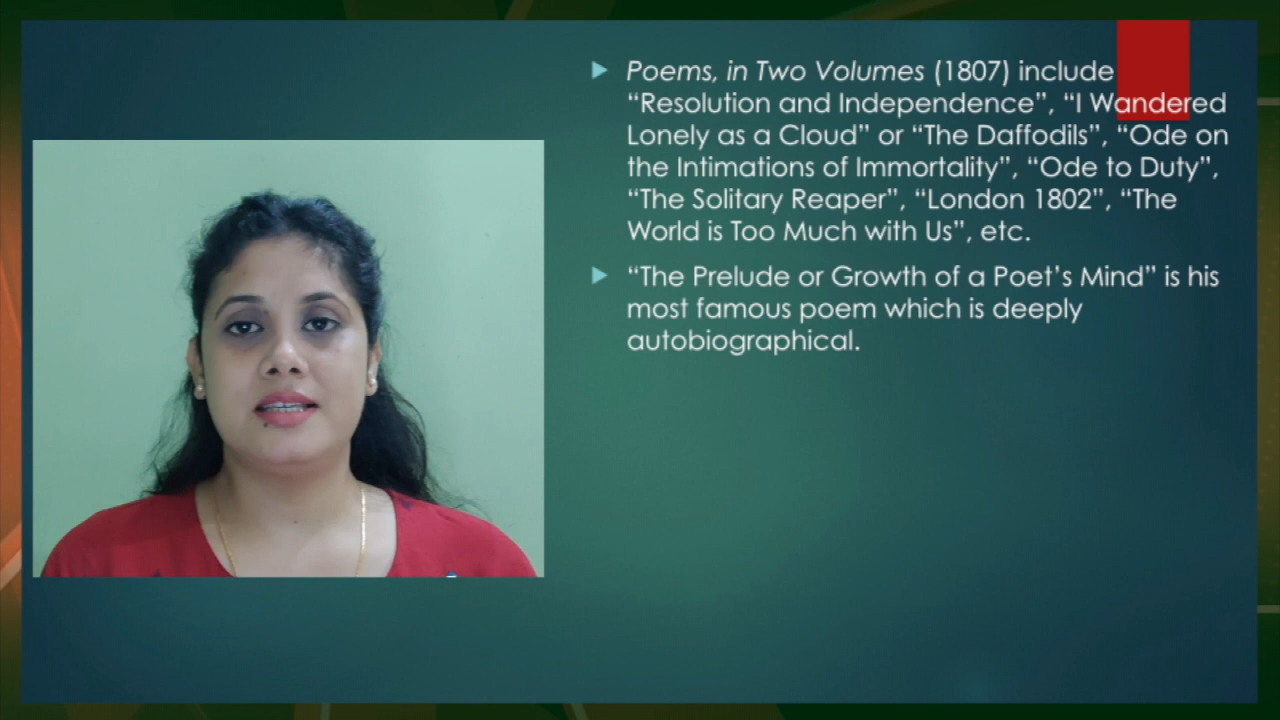 Poems, in Two Volumes (1807) include
“Resolution and Independence”, “I Wandered
Lonely as a Cloud” or “The Daffodils”, “Ode on
the Intimations of Immortality”, “Ode to Duty”,
“The Solitary Reaper”, “London 1802”, “The
World is Too Much with Us”, etc.
“The Prelude or Growth of a Poet’s Mind” is his
most famous poem which is deeply
autobiographical.